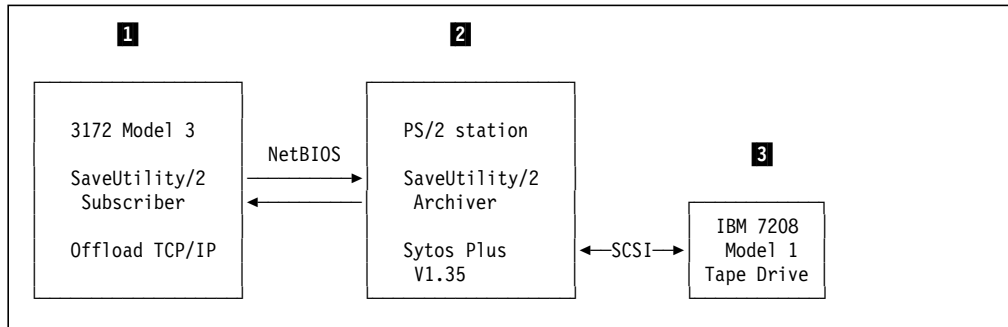 1
2
3172 Model 3
SaveUtility/2
Subscriber
Offload TCP/IP
NetBIOS
PS/2 station
SaveUtility/2
Archiver
Sytos Plus
V1.35
SCSI
3
IBM 7208
Model 1
Tape Drive